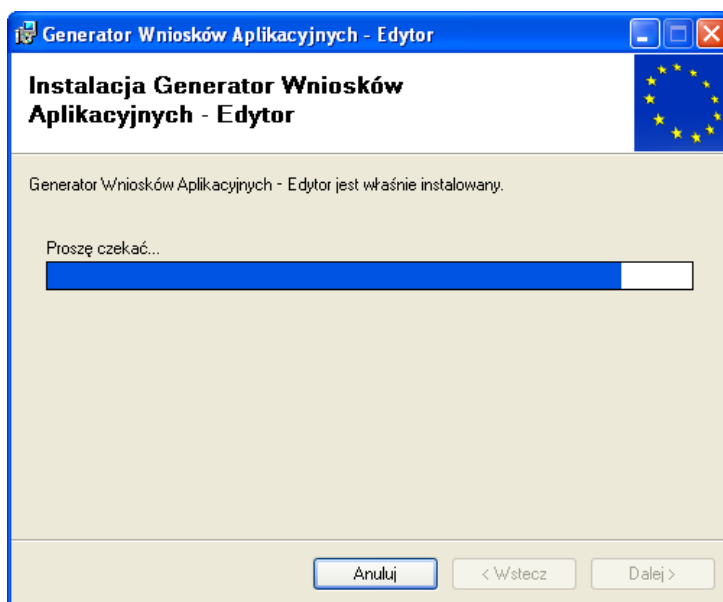 Generator Wniosków Aplikacyjnych - Edytor
Instalacja Generator Wniosków
Aplikacyjnych - Edytor
Generator Wniosków Aplikacyjnych - Edytor jest właśnie instalowany.
Proszę czekać...
Anuluj
< Wstecz
Dalej >